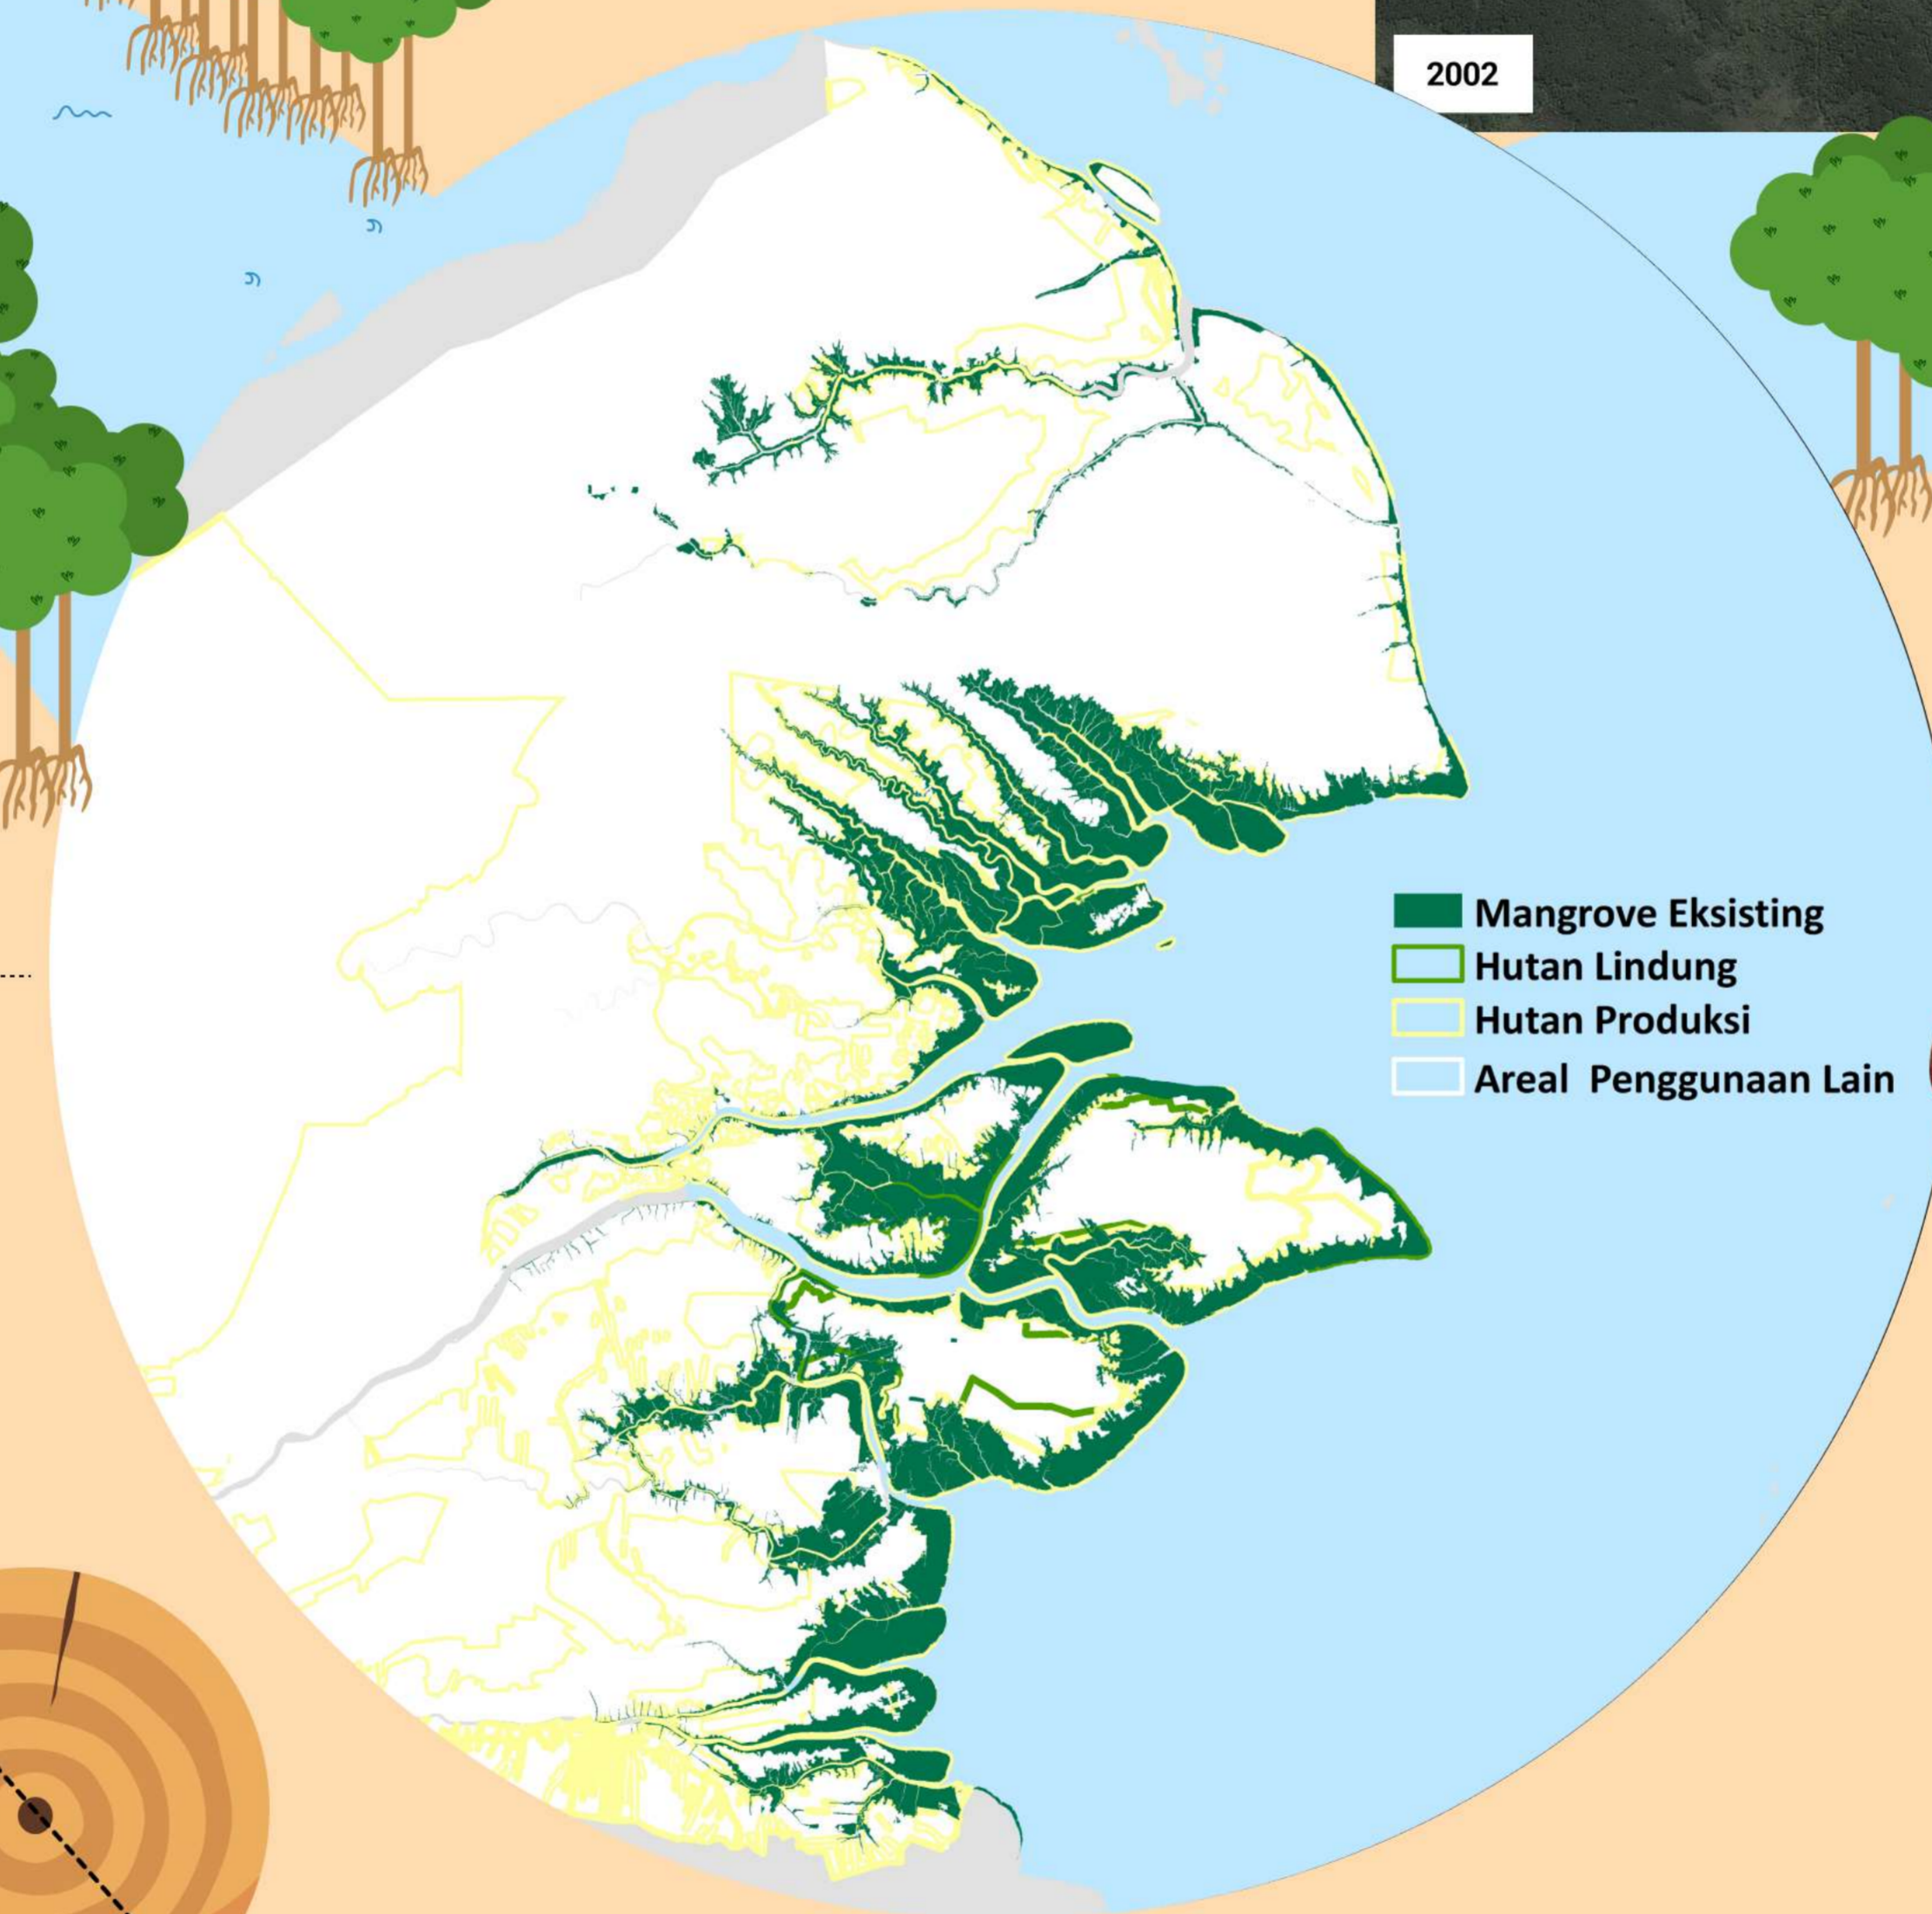 2002
Mangrove Eksisting
Hutan Lindung
Hutan Produksi
Areal Penggunaan Lain